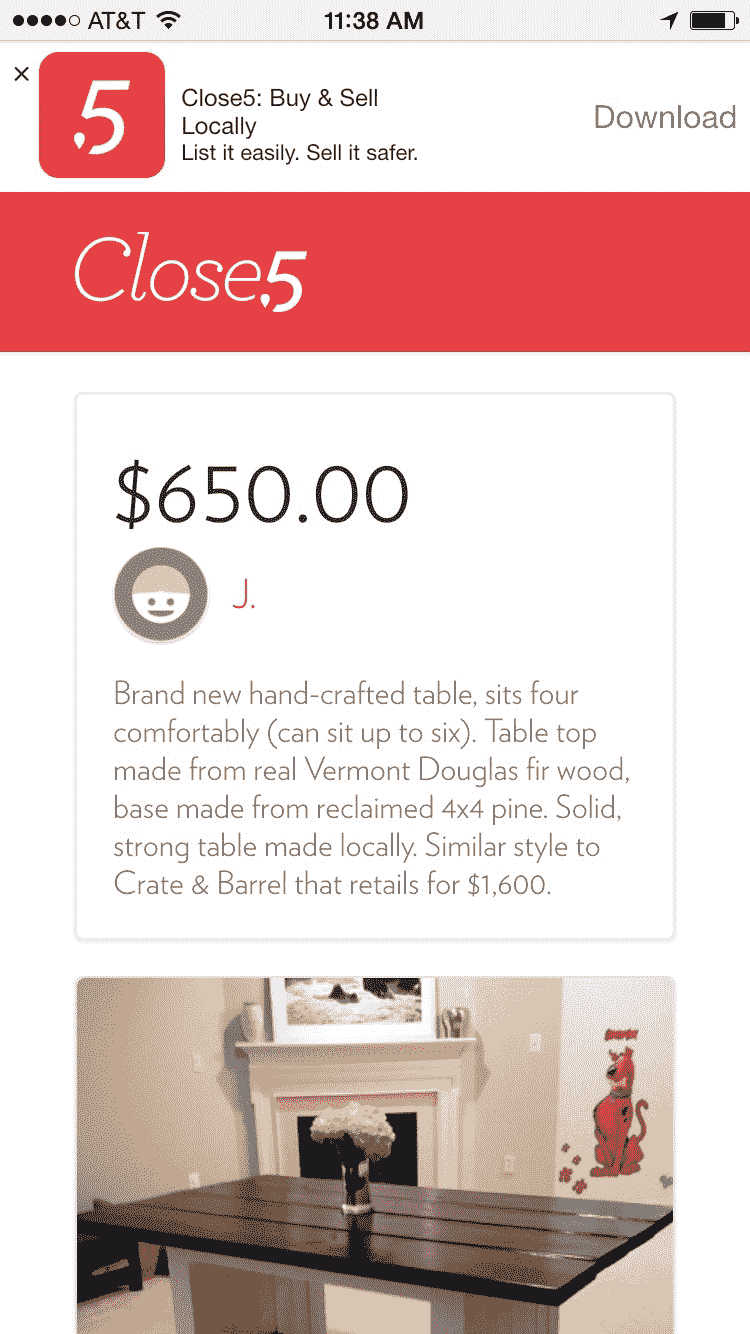 AT&T
11:38 AM
×
.5
Close5: Buy & Sell
Locally
List it easily. Sell it safer.
Download
Close5
$650.00
J.
Brand new hand-crafted table, sits four
comfortably (can sit up to six). Table top
made from real Vermont Douglas fir wood,
base made from reclaimed 4x4 pine. Solid,
strong table made locally. Similar style to
Crate & Barrel that retails for $1,600.